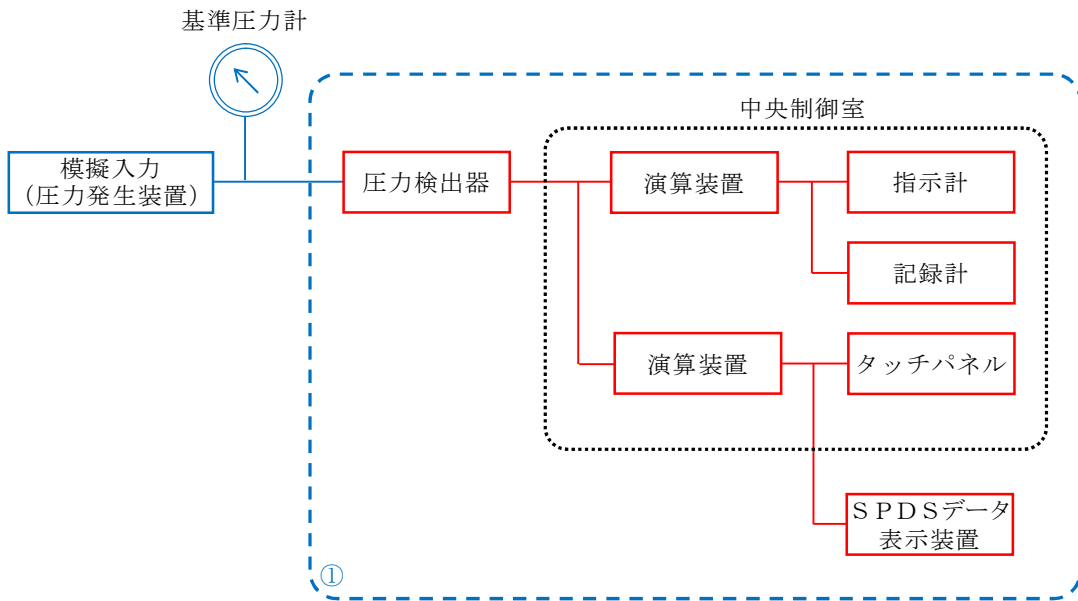 基準圧力計
中央制御室
模擬入力
(圧力発生装置)
圧力検出器
演算装置
指示計
記録計
演算装置
タッチパネル
ＳＰＤＳデータ
表示装置
①